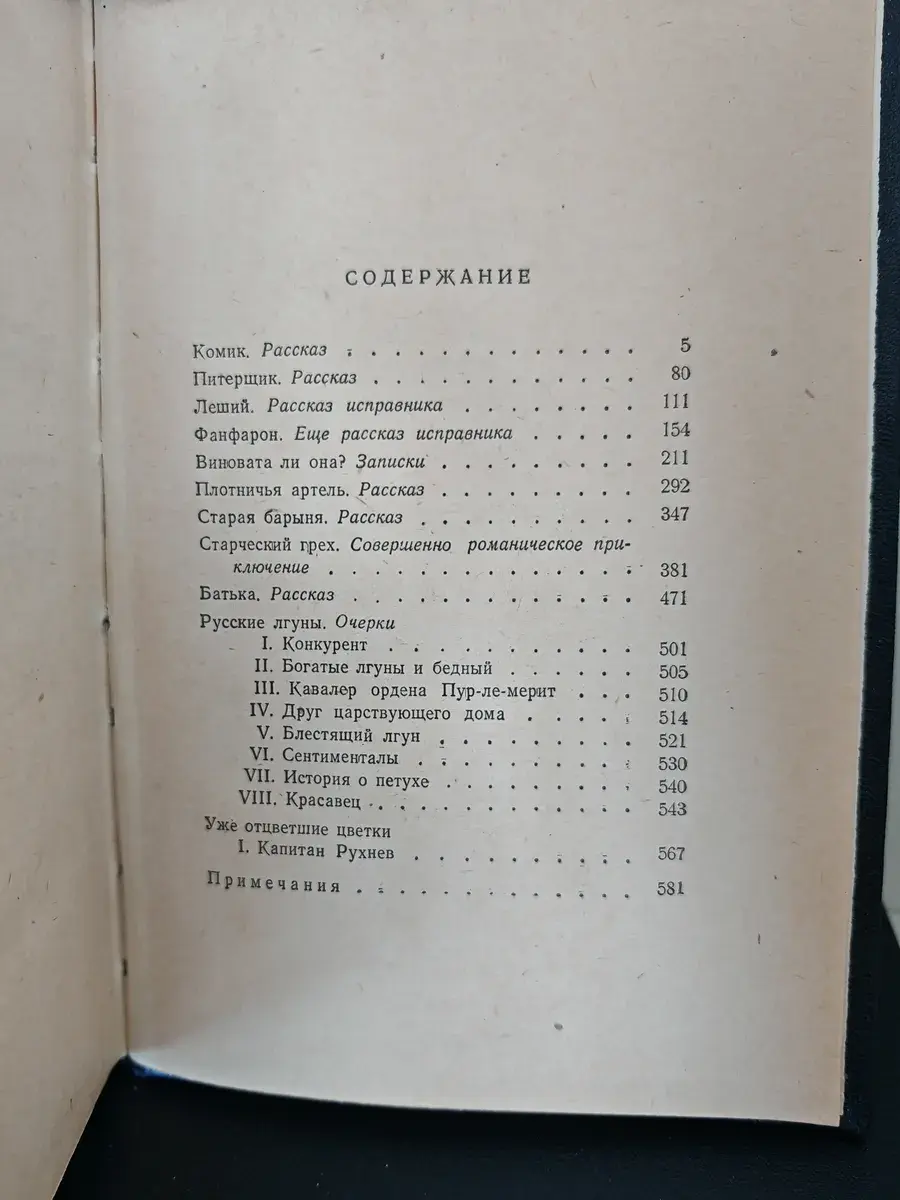 СОДЕРЖАНИЕ
Комик. Рассказ . . . . . . . . . . . . . 5
Питерщик. Рассказ . . . . . . . . . . . . 80
Леший. Рассказ исправника . . . . . . . . 111
Фанфарон. Еще рассказ исправника . . . . . 154
Виновата ли она? Записки . . . . . . . . . 211
Плотничья артель. Рассказ . . . . . . . . . 292
Старая барыня. Рассказ . . . . . . . . . . 347
Старческий грех. Совершенно романическое при-
ключение . . . . . . . . . . . . . . 381
Батька. Рассказ . . . . . . . . . . . . . 471
Русские лгуны. Очерки
I. Конкурент . . . . . . . . . . . 501
II. Богатые лгуны и бедный . . . . . . 505
III. Кавалер ордена Пур-ле-мерит . . . 510
IV. Друг царствующего дома . . . . . 514
V. Блестящий лгун . . . . . . . . . 521
VI. Сентименталы . . . . . . . . . . 530
VII. История о петухе . . . . . . . . . 540
VIII. Красавец . . . . . . . . . . . . 543
Уже отцветшие цветки
I. Капитан Рухнев . . . . . . . . . . 567
Примечания . . . . . . . . . . . . . 581